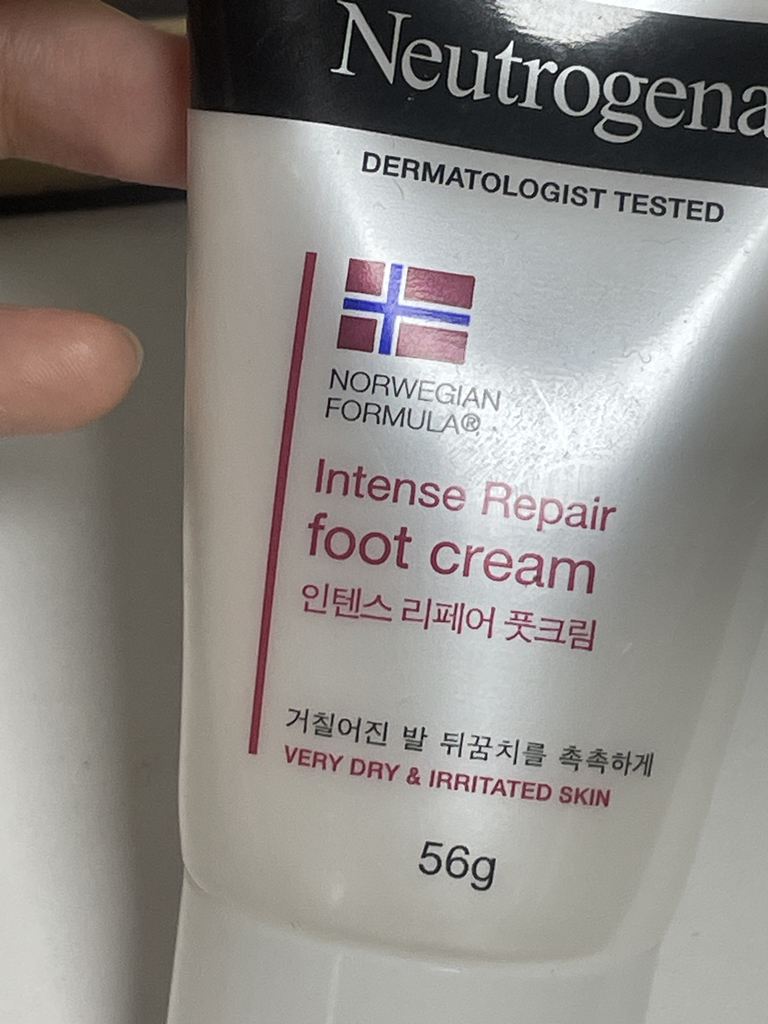 Neutrogena
DERMATOLOGIST TESTED
NORWEGIAN
FORMULA®
Intense Repair
foot cream
인텐스 리페어 풋크림
거칠어진 발 뒤꿈치를 촉촉하게
VERY DRY & IRRITATED SKIN
56g